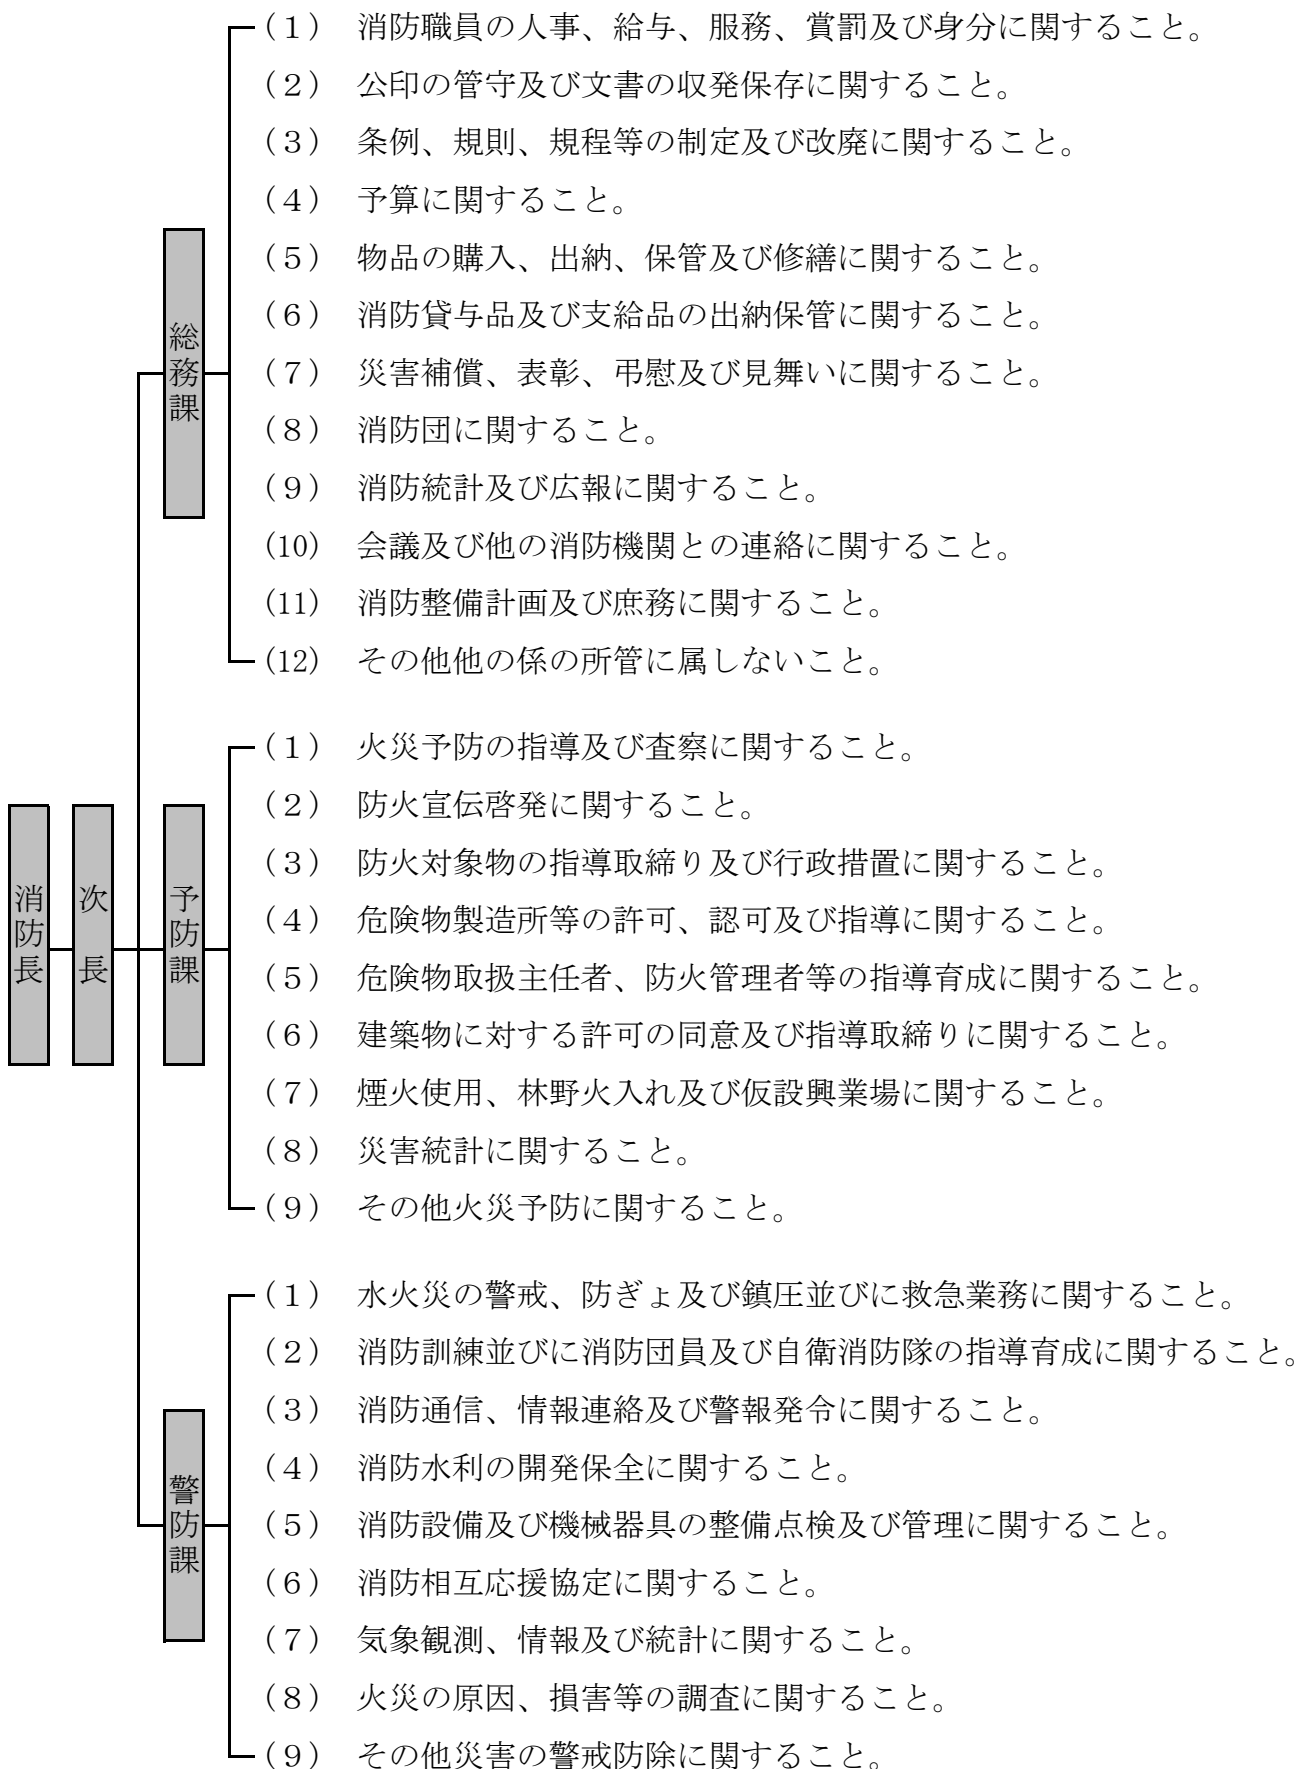 消防長
次長
総務課
(1) 消防職員の人事、給与、服務、賞罰及び身分に関すること。
(2) 公印の管守及び文書の収発保存に関すること。
(3) 条例、規則、規程等の制定及び改廃に関すること。
(4) 予算に関すること。
(5) 物品の購入、出納、保管及び修繕に関すること。
(6) 消防貸与品及び支給品の出納保管に関すること。
(7) 災害補償、表彰、弔慰及び見舞いに関すること。
(8) 消防団に関すること。
(9) 消防統計及び広報に関すること。
(10) 会議及び他の消防機関との連絡に関すること。
(11) 消防整備計画及び庶務に関すること。
(12) その他他の係の所管に属しないこと。
予防課
(1) 火災予防の指導及び査察に関すること。
(2) 防火宣伝啓発に関すること。
(3) 防火対象物の指導取締り及び行政措置に関すること。
(4) 危険物製造所等の許可、認可及び指導に関すること。
(5) 危険物取扱主任者、防火管理者等の指導育成に関すること。
(6) 建築物に対する許可の同意及び指導取締りに関すること。
(7) 煙火使用、林野火入れ及び仮設興業場に関すること。
(8) 災害統計に関すること。
(9) その他火災予防に関すること。
警防課
(1) 水火災の警戒、防ぎょ及び鎮圧並びに救急業務に関すること。
(2) 消防訓練並びに消防団員及び自衛消防隊の指導育成に関すること。
(3) 消防通信、情報連絡及び警報発令に関すること。
(4) 消防水利の開発保全に関すること。
(5) 消防設備及び機械器具の整備点検及び管理に関すること。
(6) 消防相互応援協定に関すること。
(7) 気象観測、情報及び統計に関すること。
(8) 火災の原因、損害等の調査に関すること。
(9) その他災害の警戒防除に関すること。